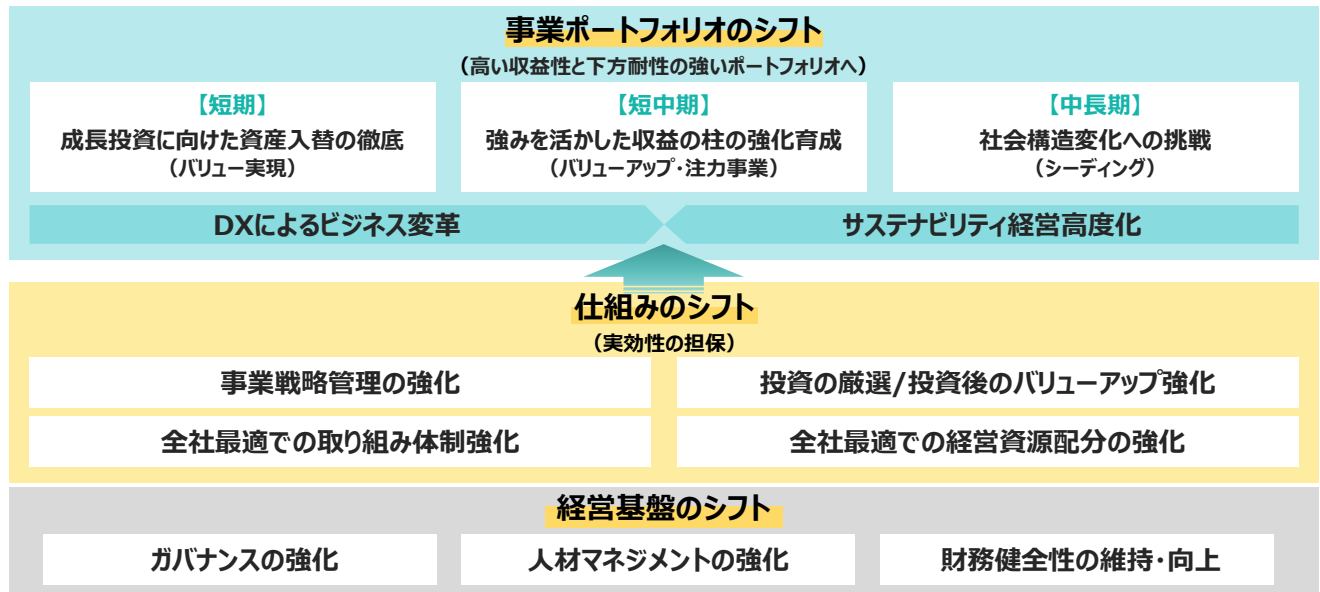 事業ポートフォリオのシフト
（高い収益性と下方耐性の強いポートフォリオへ）
【短期】
成長投資に向けた資産入替の徹底
（バリュー実現）
【短中期】
強みを活かした収益の柱の強化育成
（バリューアップ・注力事業）
【中長期】
社会構造変化への挑戦
（シーディング）
DXによるビジネス変革
サステナビリティ経営高度化
仕組みのシフト
（実効性の担保）
事業戦略管理の強化
投資の厳選/投資後のバリューアップ強化
全社最適での取り組み体制強化
全社最適での経営資源配分の強化
経営基盤のシフト
ガバナンスの強化
人材マネジメントの強化
財務健全性の維持・向上